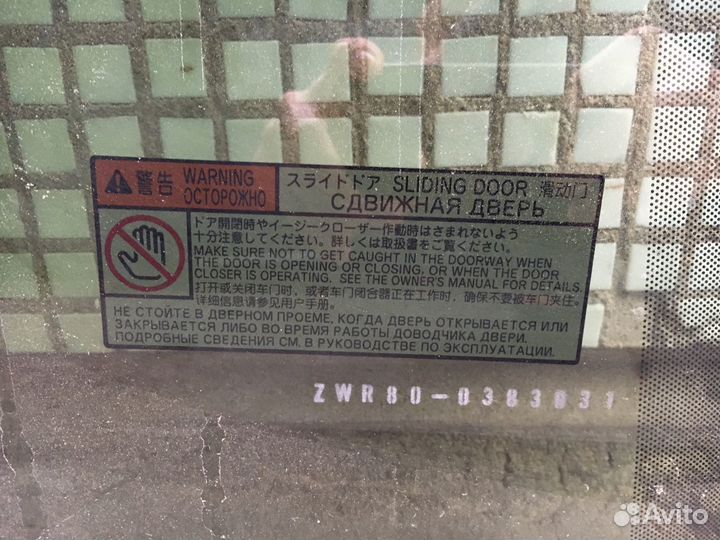 警告 WARNING
ОСТОРОЖНО
スライドドア SLIDING DOOR 滑动门
СДВИЖНАЯ ДВЕРЬ
ドア開閉時やイージークローザー作動時はさまれないよう
十分注意してください。詳しくは取扱書をご覧ください。
MAKE SURE NOT TO GET CAUGHT IN THE DOORWAY WHEN
THE DOOR IS OPENING OR CLOSING, OR WHEN THE DOOR
CLOSER IS OPERATING. SEE THE OWNER'S MANUAL FOR DETAILS.
打开或关闭车门时，或者车门闭合器正在工作时，确保不要被车门夹住。
详细信息请参见用户手册。
НЕ СТОЙТЕ В ДВЕРНОМ ПРОЕМЕ, КОГДА ДВЕРЬ ОТКРЫВАЕТСЯ ИЛИ
ЗАКРЫВАЕТСЯ ЛИБО ВО ВРЕМЯ РАБОТЫ ДОВОДЧИКА ДВЕРИ.
ПОДРОБНЫЕ СВЕДЕНИЯ СМ. В РУКОВОДСТВЕ ПО ЭКСПЛУАТАЦИИ.
ZWR80-0383831
Avito